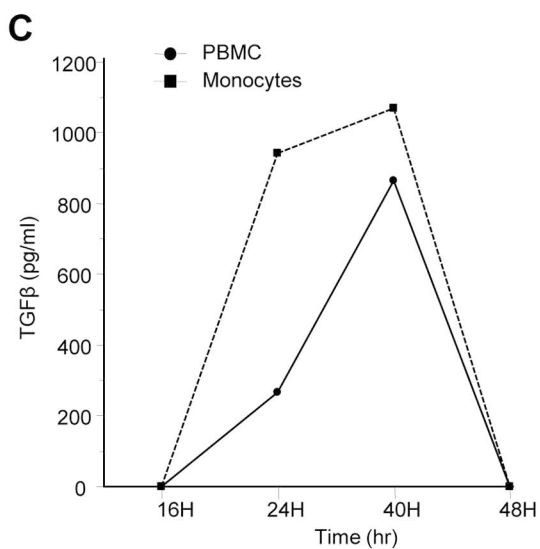 C
PBMC
Monocytes
1200
1000
800
600
400
200
0
TGFβ (pg/ml)
16H 24H 40H 48H
Time (hr)